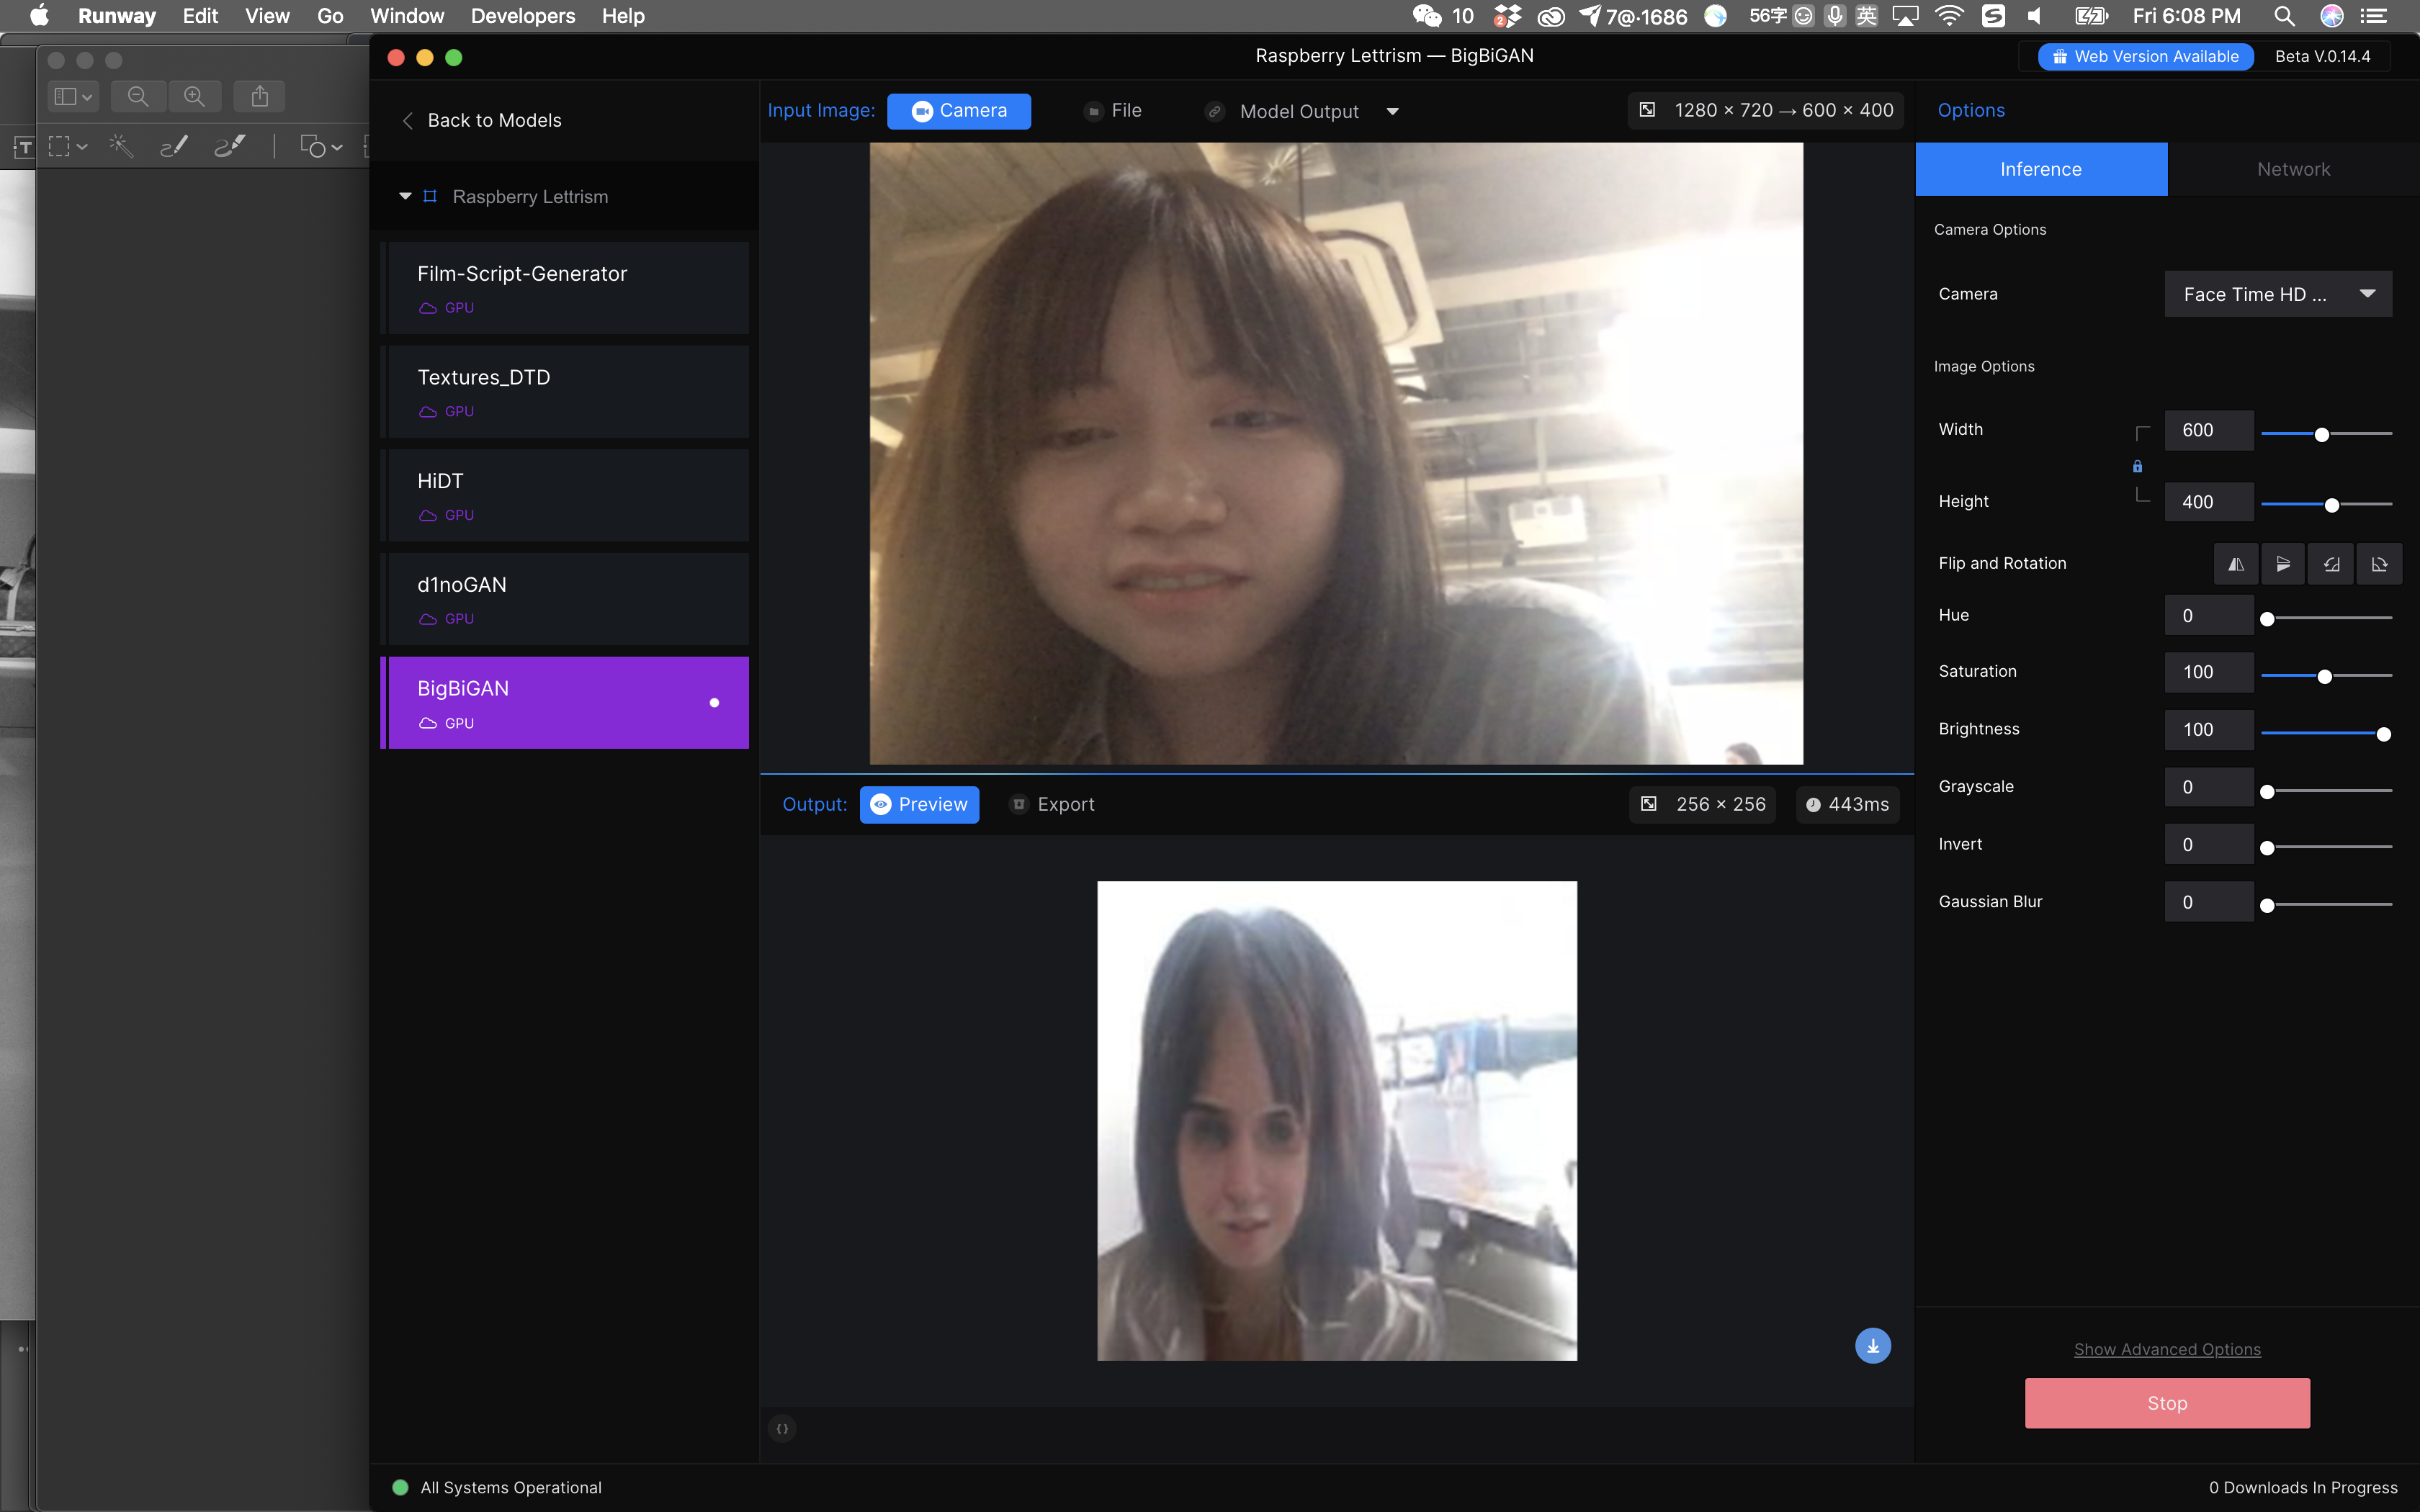 Runway Edit View Go Window Developers Help 10 2 7@·1686 56字 英 Fri 6:08 PM
Raspberry Lettrism — BigBiGAN
Web Version Available Beta V.0.14.4
Back to Models
Input Image: Camera File Model Output 1280 × 720 → 600 × 400
Options
Inference Network
Raspberry Lettrism
Film-Script-Generator
GPU
Textures_DTD
GPU
HiDT
GPU
d1noGAN
GPU
BigBiGAN
GPU
Camera Options
Camera Face Time HD ...
Image Options
Width 600
Height 400
Flip and Rotation
Hue 0
Saturation 100
Brightness 100
Grayscale 0
Invert 0
Gaussian Blur 0
Output: Preview Export 256 × 256 443ms
Show Advanced Options
Stop
All Systems Operational
0 Downloads In Progress